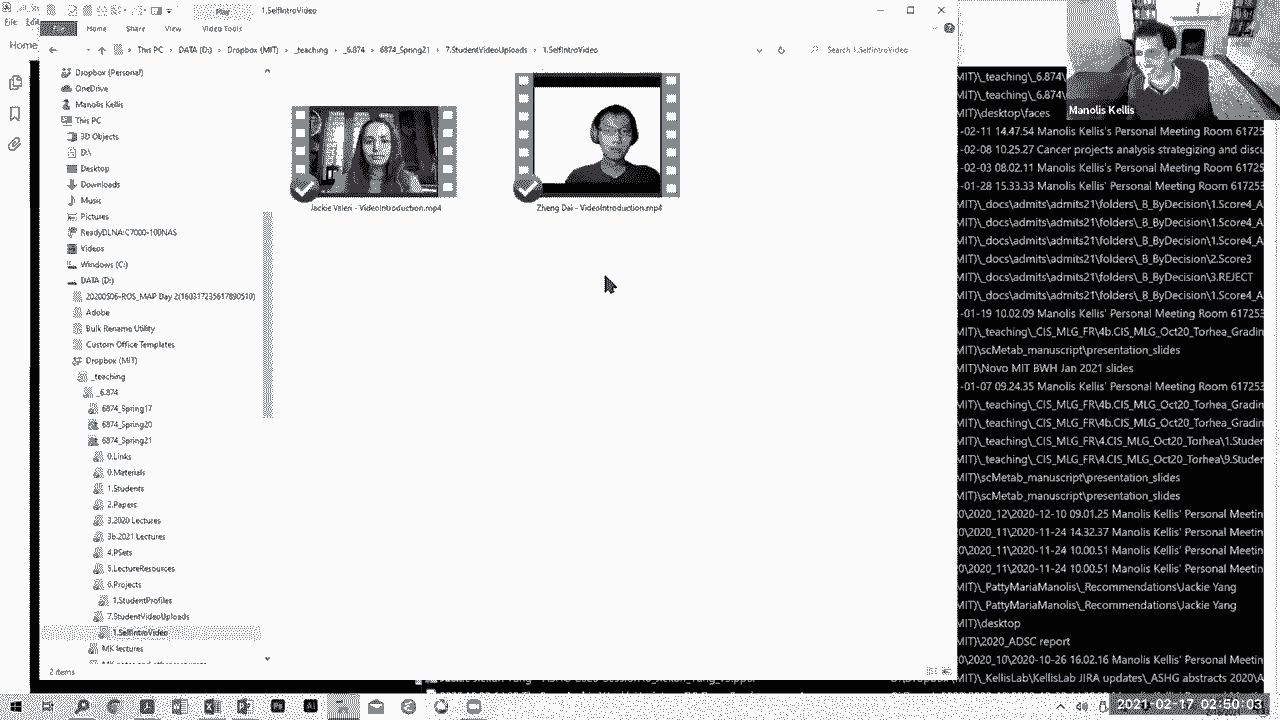 File Edit
Home
Play
1.SelfIntroVideo
File Home Share View Video Tools
This PC > DATA (D:) > Dropbox (MIT) > _teaching > _6.874 > 6874_Spring21 > 7.StudentVideoUploads > 1.SelfIntroVideo
Search 1.SelfIntroVideo
Dropbox (Personal)
OneDrive
Manolis Kellis
This PC
3D Objects
D:\
Desktop
Downloads
Music
Pictures
ReadyDLNA:C7000-100NAS
Videos
Windows (C:)
DATA (D:)
20200506-ROS_MAP Day 2(160317235617890510)
Adobe
Bulk Rename Utility
Custom Office Templates
Dropbox (MIT)
_teaching
_6.874
6874_Spring17
6874_Spring20
6874_Spring21
0.Links
0.Materials
1.Students
2.Papers
3.2020 Lectures
3b.2021 Lectures
4.PSets
5.LectureResources
6.Projects
1.StudentProfiles
7.StudentVideoUploads
1.SelfIntroVideo
MK lectures
2 items
Jackie Valeri - VideoIntroduction.mp4
Zheng Dai - VideoIntroduction.mp4
Manolis Kellis
MIT)\_teaching\_6.874\
MIT)\_teaching\_6.874\
MIT)\desktop\faces
-02-11 14.47.54 Manolis Kellis's Personal Meeting Room 61725
-02-08 10.25.27 Cancer projects analysis strategizing and discu
-02-03 08.02.11 Manolis Kellis's Personal Meeting Room 61725
-01-28 15.33.33 Manolis Kellis's Personal Meeting Room 61725
MIT)\_docs\admits\admits21\folders\_B_ByDecision\1.Score4_A
MIT)\_docs\admits\admits21\folders\_B_ByDecision\1.Score4_A
MIT)\_docs\admits\admits21\folders\_B_ByDecision\1.Score4_A
MIT)\_docs\admits\admits21\folders\_B_ByDecision\2.Score3
MIT)\_docs\admits\admits21\folders\_B_ByDecision\3.REJECT
MIT)\_docs\admits\admits21\folders\_B_ByDecision\1.Score4_A
-01-19 10.02.09 Manolis Kellis' Personal Meeting Room 617253
MIT)\_teaching\_CIS_MLG_FR\4b.CIS_MLG_Oct20_Torhea_Gradin
MIT)\scMetab_manuscript\presentation_slides
MIT)\Novo MIT BWH Jan 2021 slides
-01-07 09.24.35 Manolis Kellis' Personal Meeting Room 617253
MIT)\_teaching\_CIS_MLG_FR\4b.CIS_MLG_Oct20_Torhea_Gradin
MIT)\_teaching\_CIS_MLG_FR\4b.CIS_MLG_Oct20_Torhea_Gradin
MIT)\_teaching\_CIS_MLG_FR\4.CIS_MLG_Oct20_Torhea\1.Studen
MIT)\_teaching\_CIS_MLG_FR\4.CIS_MLG_Oct20_Torhea\9.Studen
MIT)\scMetab_manuscript\presentation_slides
MIT)\scMetab_manuscript\presentation_slides
0\2020_12\2020-12-10 09.01.25 Manolis Kellis' Personal Meetin
0\2020_11\2020-11-24 14.32.37 Manolis Kellis' Personal Meetin
0\2020_11\2020-11-24 10.00.51 Manolis Kellis' Personal Meetin
0\2020_11\2020-11-24 10.00.51 Manolis Kellis' Personal Meetin
MIT)\_PattyMariaManolis\_Recommendations\Jackie Yang
MIT)\_PattyMariaManolis\_Recommendations\Jackie Yang
MIT)\desktop
MIT)\2020_ADSC report
0\2020_10\2020-10-26 16.02.16 Manolis Kellis' Personal Meetin
MIT)\_KellisLab\KellisLab JIRA updates\_ASHG abstracts 2020\A
2021-02-17 02:50:03